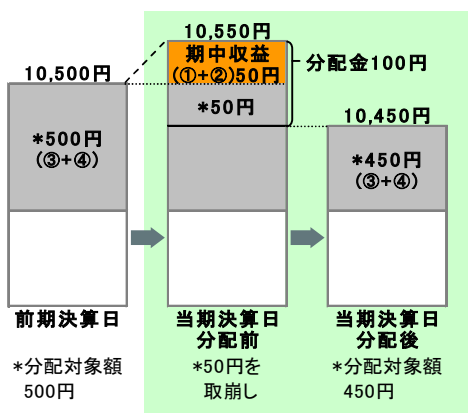 10,550円
期中収益
(①+②)50円
分配金100円
10,500円
*50円
10,450円
*500円
(③+④)
*450円
(③+④)
前期決算日
当期決算日
分配前
当期決算日
分配後
*分配対象額
500円
*50円を
取崩し
*分配対象額
450円